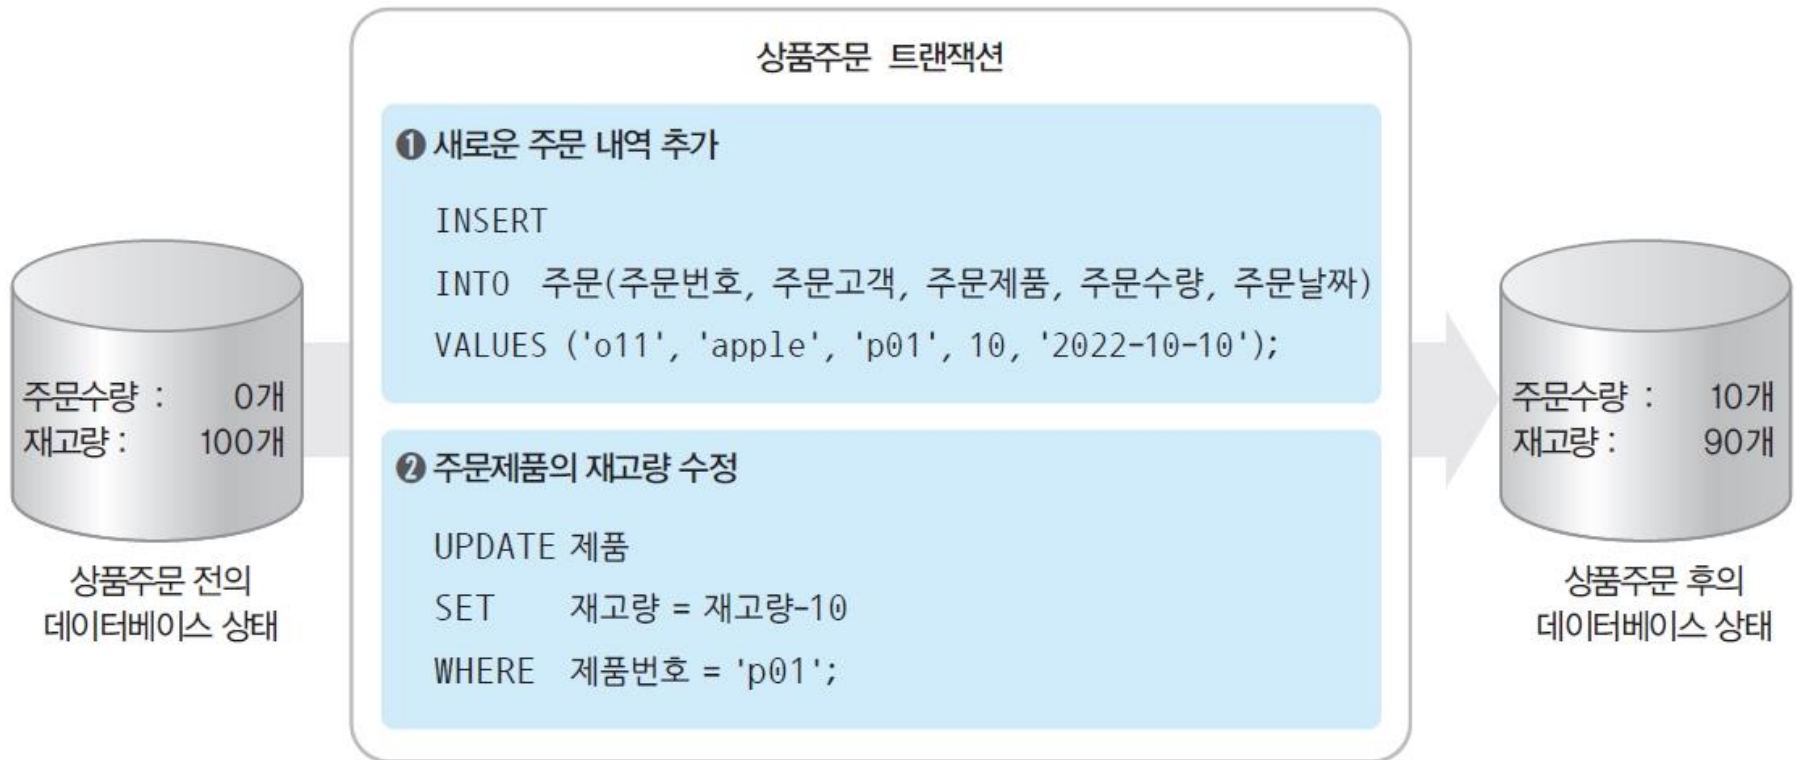 상품주문 트랜잭션
❶ 새로운 주문 내역 추가
INSERT
INTO 주문(주문번호, 주문고객, 주문제품, 주문수량, 주문날짜)
VALUES ('o11', 'apple', 'p01', 10, '2022-10-10');
❷ 주문제품의 재고량 수정
UPDATE 제품
SET 재고량 = 재고량-10
WHERE 제품번호 = 'p01';
주문수량 : 0개
재고량 : 100개
상품주문 전의
데이터베이스 상태
주문수량 : 10개
재고량 : 90개
상품주문 후의
데이터베이스 상태